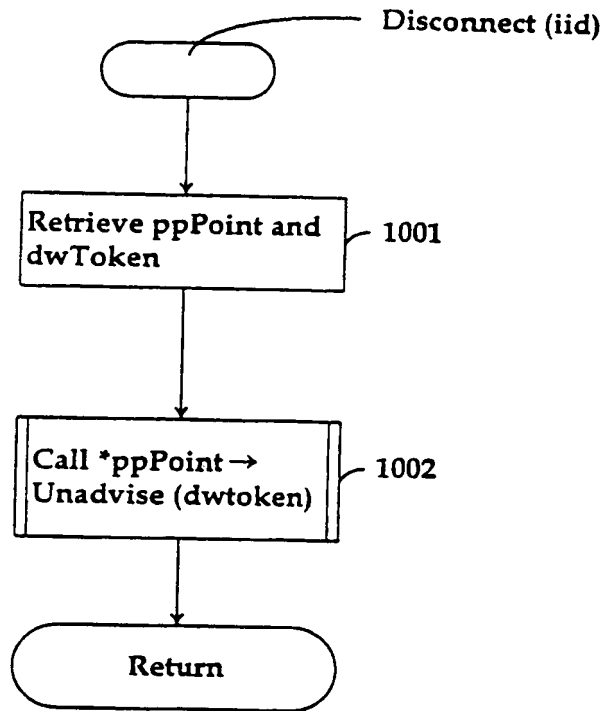 Disconnect (iid)
Retrieve ppPoint and
dwToken
1001
Call *ppPoint →
Unadvise (dwtoken)
1002
Return